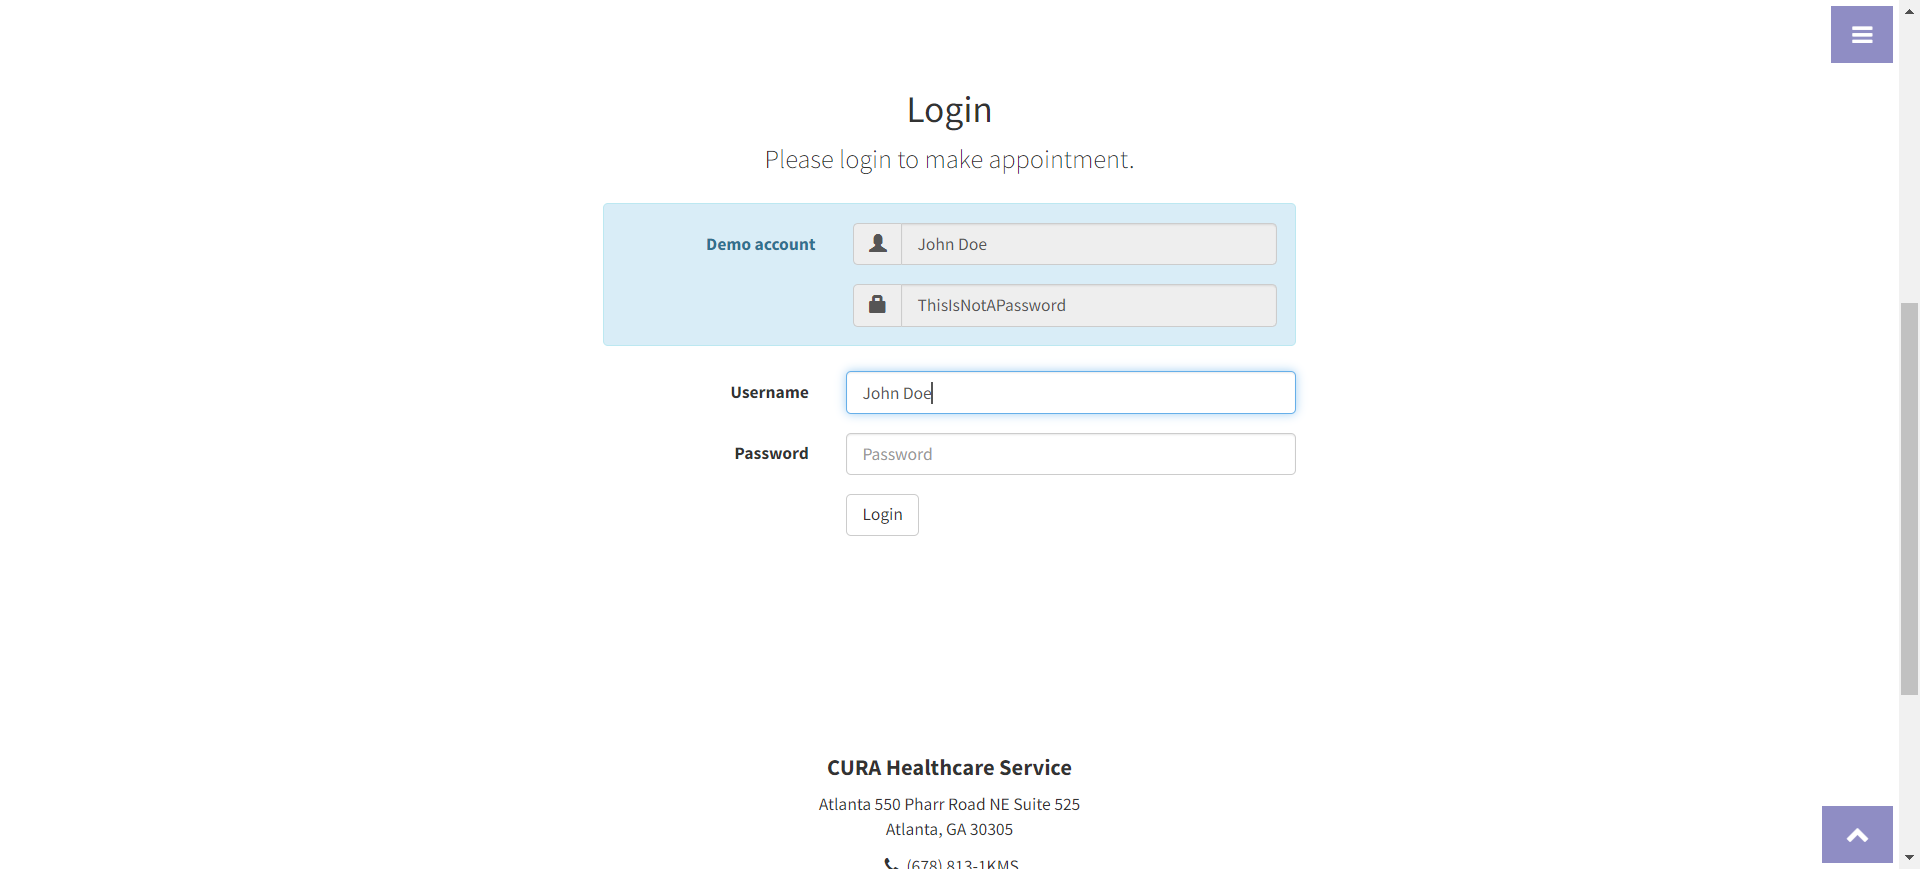 Login
Please login to make appointment.
Demo account
John Doe
ThisIsNotAPassword
Username
John Doe
Password
Password
Login
CURA Healthcare Service
Atlanta 550 Pharr Road NE Suite 525
Atlanta, GA 30305
(678) 813-1KMS